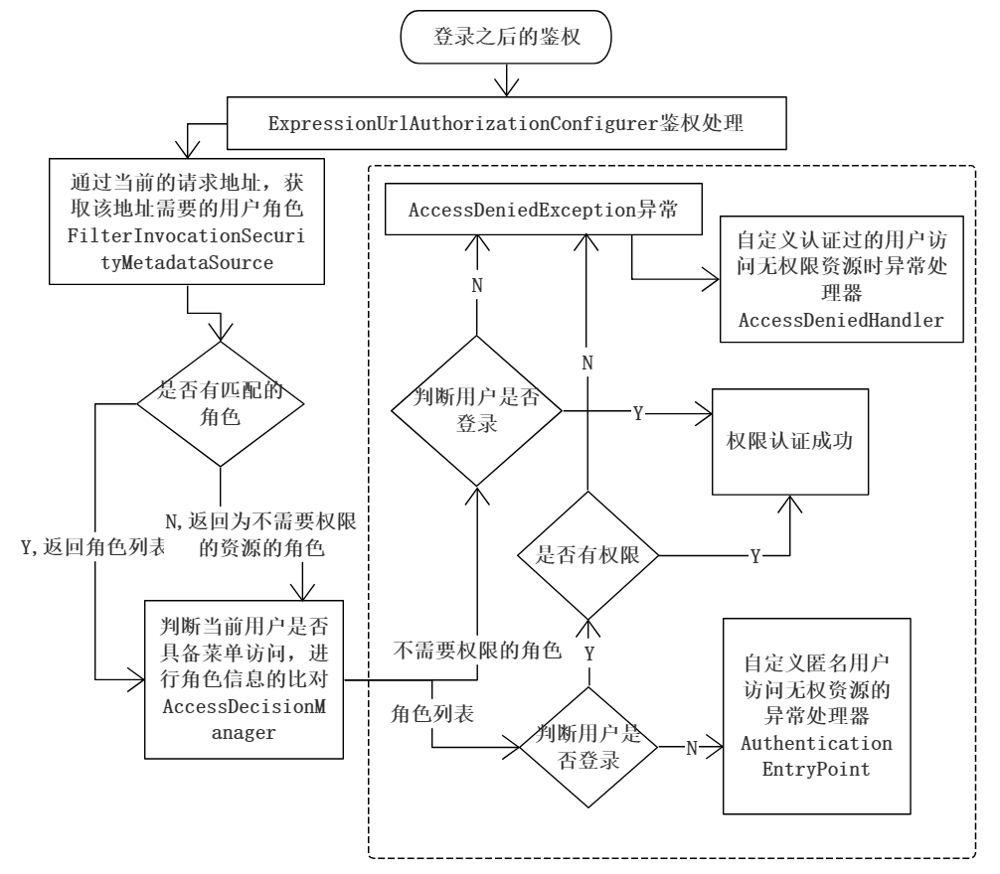 登录之后的鉴权
ExpressionUrlAuthorizationConfigurer鉴权处理
通过当前的请求地址，获
取该地址需要的用户角色
FilterInvocationSecuri
tyMetadataSource
AccessDeniedException异常
自定义认证过的用户访
问无权限资源时异常处
理器
AccessDeniedHandler
N
N
是否有匹配的
角色
判断用户是否
登录
Y
权限认证成功
Y,返回角色列表
N,返回为不需要权限
的资源的角色
是否有权限
Y
判断当前用户是否
具备菜单访问，进
行角色信息的比对
AccessDecisionM
anager
不需要权限的角色
Y
角色列表
判断用户是
否登录
N
自定义匿名用户
访问无权资源的
异常处理器
Authentication
EntryPoint